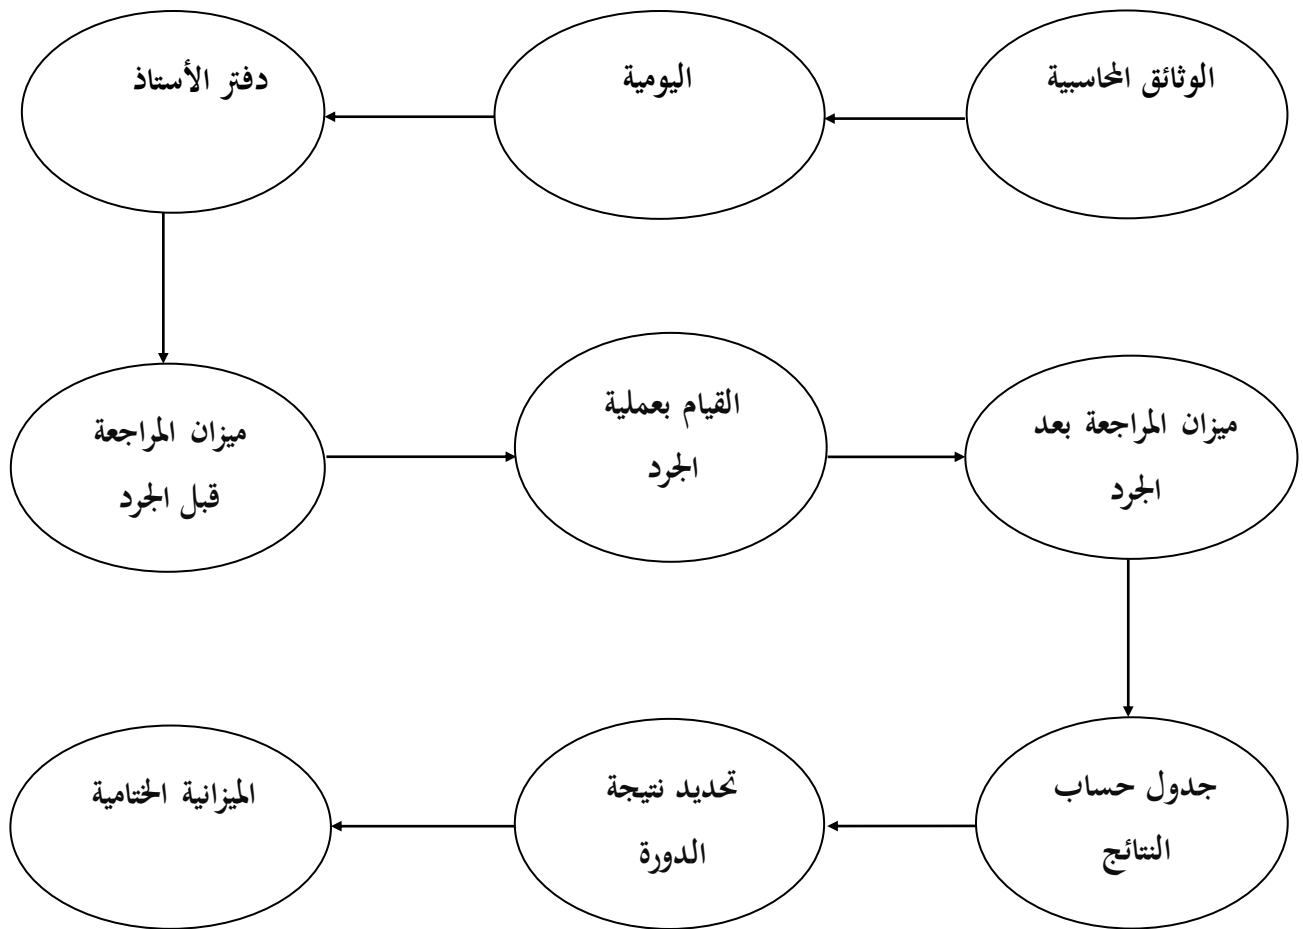 الوثائق المحاسبية
اليومية
دفتر الأستاذ
ميزان المراجعة
قبل الجرد
القيام بعملية
الجرد
ميزان المراجعة بعد
الجرد
جدول حساب
النتائج
تحديد نتيجة
الدورة
الميزانية الختامية